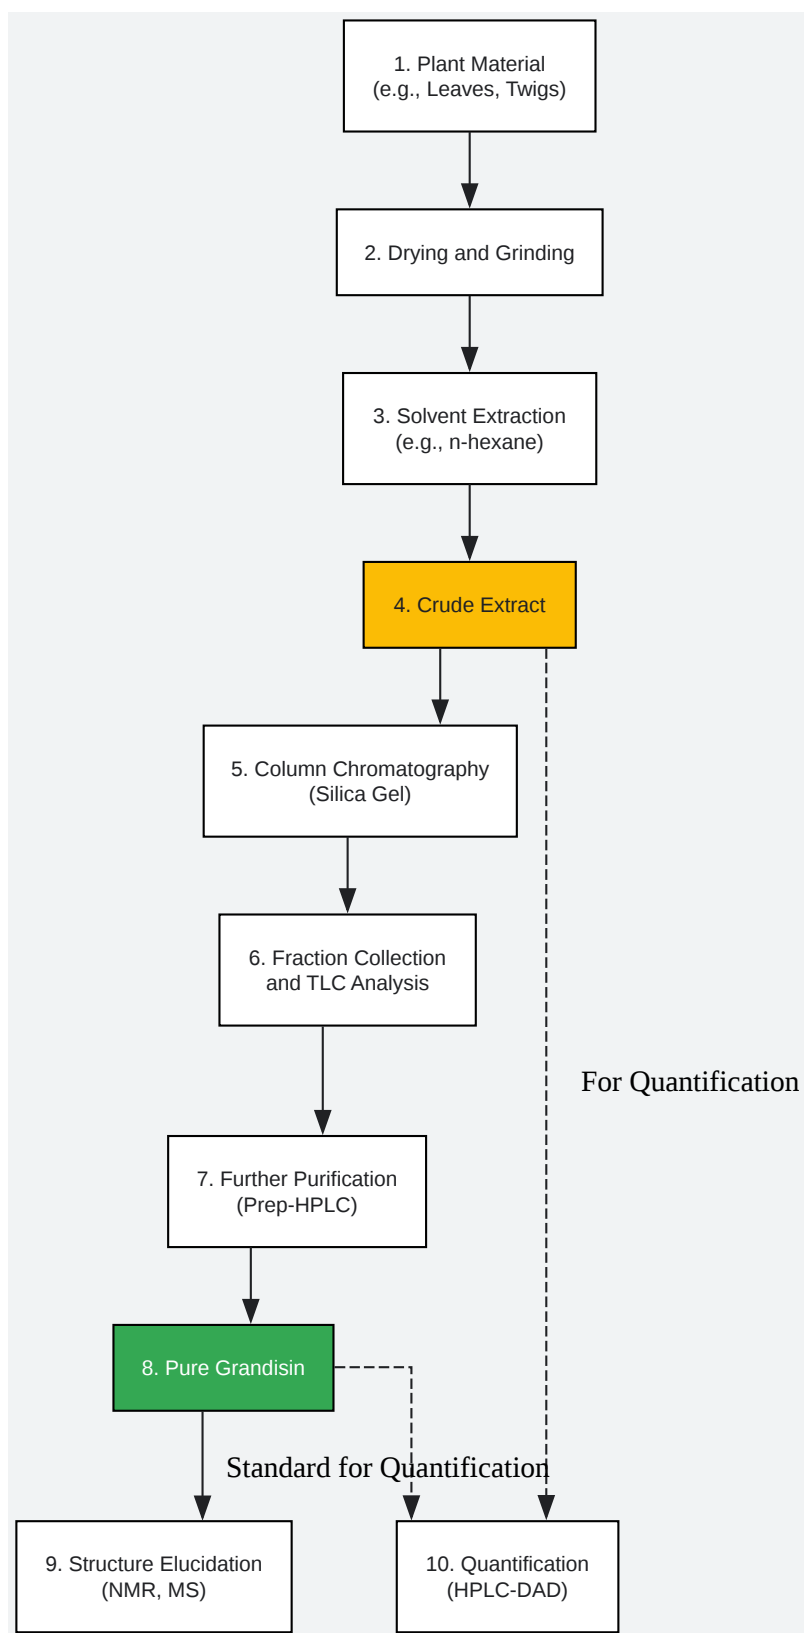 1. Plant Material
(e.g., Leaves, Twigs)
2. Drying and Grinding
3. Solvent Extraction
(e.g., n-hexane)
4. Crude Extract
5. Column Chromatography
(Silica Gel)
6. Fraction Collection
and TLC Analysis
For Quantification
7. Further Purification
(Prep-HPLC)
8. Pure Grandisin
Standard for Quantification
9. Structure Elucidation
(NMR, MS)
10. Quantification
(HPLC-DAD)